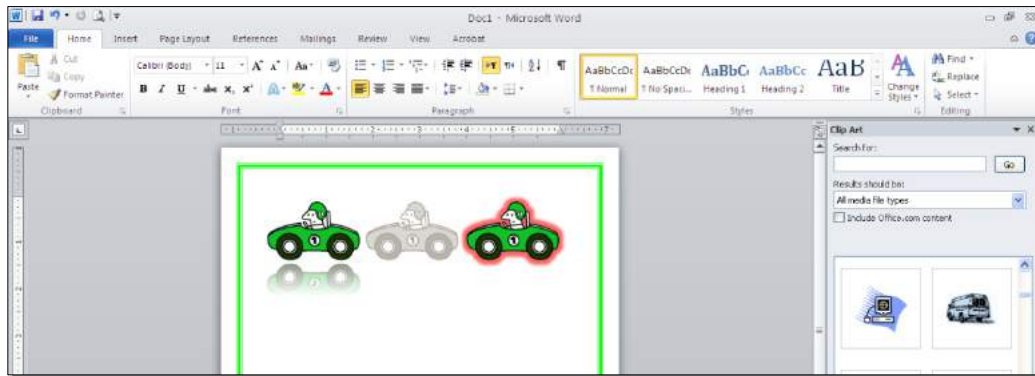 Doc1 - Microsoft Word
File Home Insert Page Layout References Mailings Review View Acrobat
Paste
Cut
Copy
Format Painter
Clipboard
Calibri (Body) 11
B I U abc x, x²
Font
Paragraph
AaBbCcDc AaBbCcDc AaBbC AaBbCc AaB
¶ Normal ¶ No Spaci... Heading 1 Heading 2 Title
Change Styles
Styles
Find
Replace
Select
Editing
Clip Art
Search for:
Go
Results should be:
All media file types
Include Office.com content